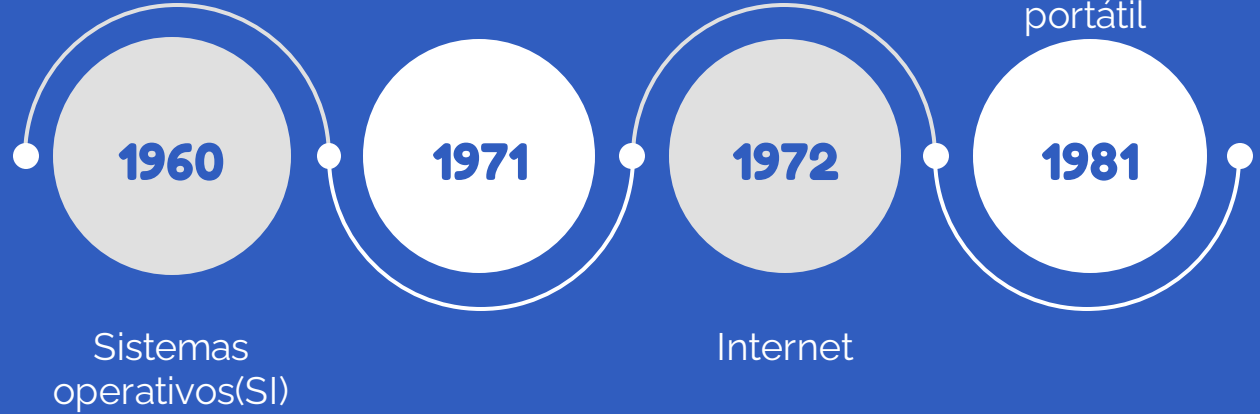 portátil
1960
1971
1972
1981
Sistemas
operativos(SI)
Internet